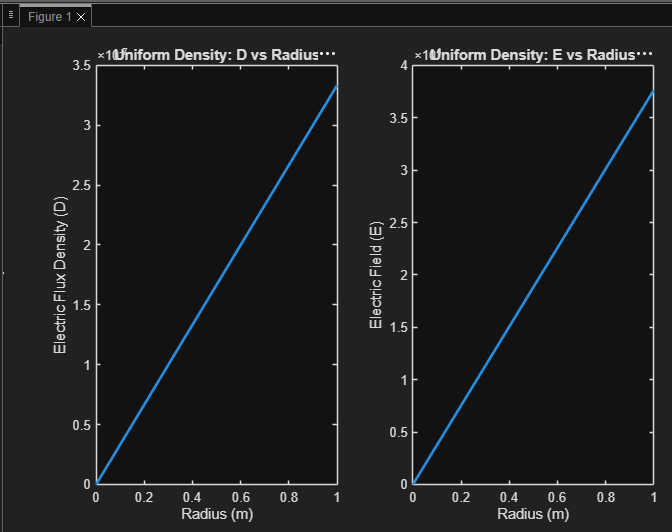 Figure 1
Uniform Density: D vs Radius...
3.5
3
2.5
2
1.5
1
0.5
0
Electric Flux Density (D)
0 0.2 0.4 0.6 0.8 1
Radius (m)
Uniform Density: E vs Radius...
4
3.5
3
2.5
2
1.5
1
0.5
0
Electric Field (E)
0 0.2 0.4 0.6 0.8 1
Radius (m)